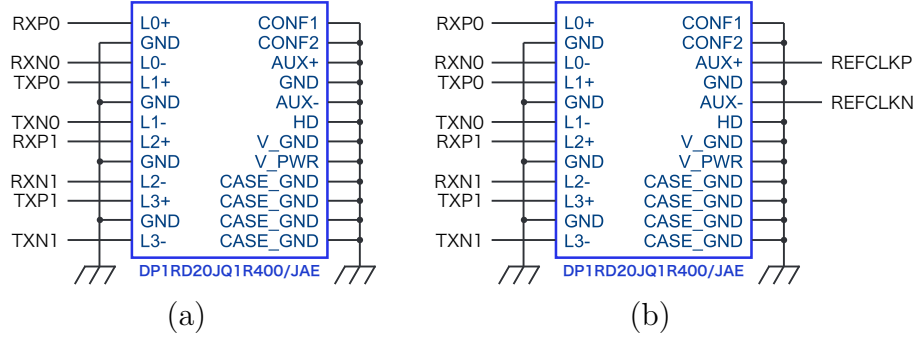 RXP0 L0+ CONF1
GND CONF2
RXN0 L0- AUX+
TXP0 L1+ GND
GND AUX-
TXN0 L1- HD
RXP1 L2+ V_GND
GND V_PWR
RXN1 L2- CASE_GND
TXP1 L3+ CASE_GND
GND CASE_GND
TXN1 L3- CASE_GND
DP1RD20JQ1R400/JAE
(a)
RXP0 L0+ CONF1
GND CONF2
RXN0 L0- AUX+ REFCLKP
TXP0 L1+ GND
GND AUX- REFCLKN
TXN0 L1- HD
RXP1 L2+ V_GND
GND V_PWR
RXN1 L2- CASE_GND
TXP1 L3+ CASE_GND
GND CASE_GND
TXN1 L3- CASE_GND
DP1RD20JQ1R400/JAE
(b)